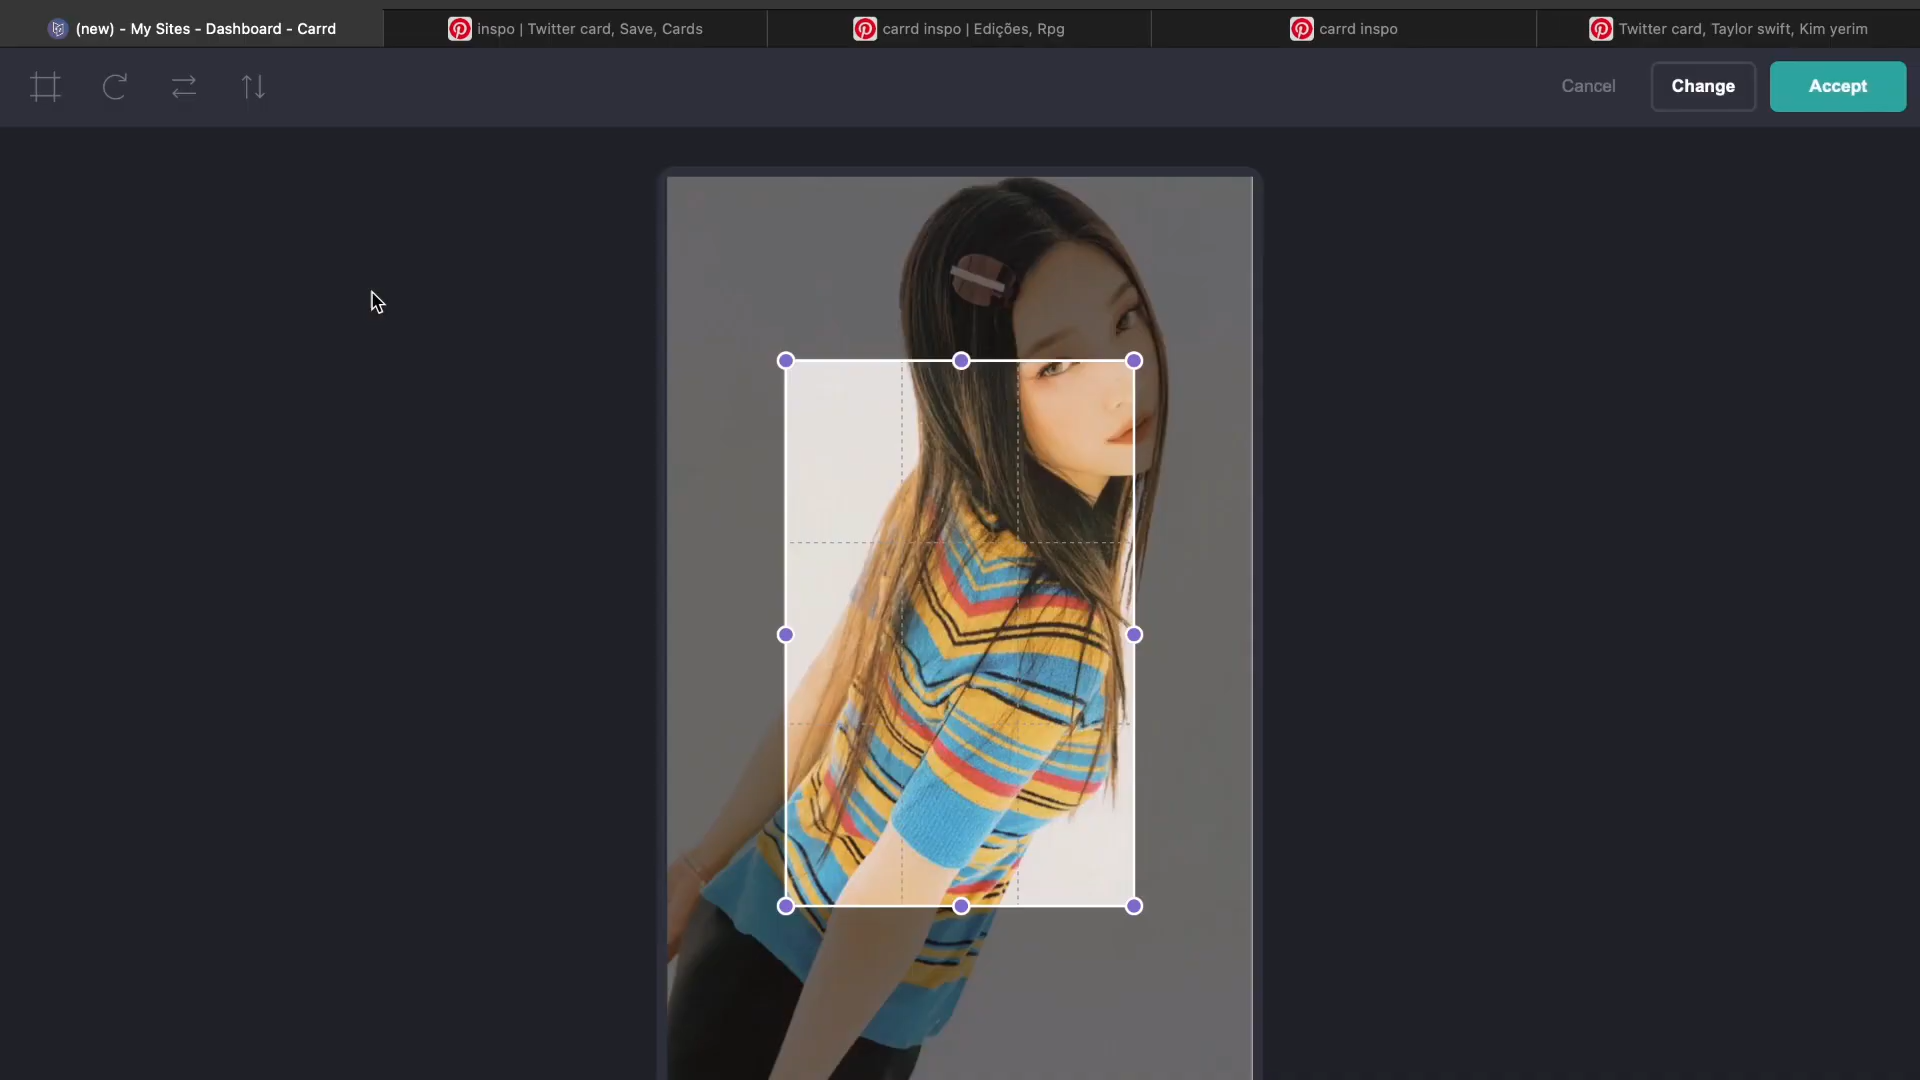 (new) - My Sites - Dashboard - Carrd
inspo | Twitter card, Save, Cards
carrd inspo | Edições, Rpg
carrd inspo
Twitter card, Taylor swift, Kim yerim
Cancel
Change
Accept